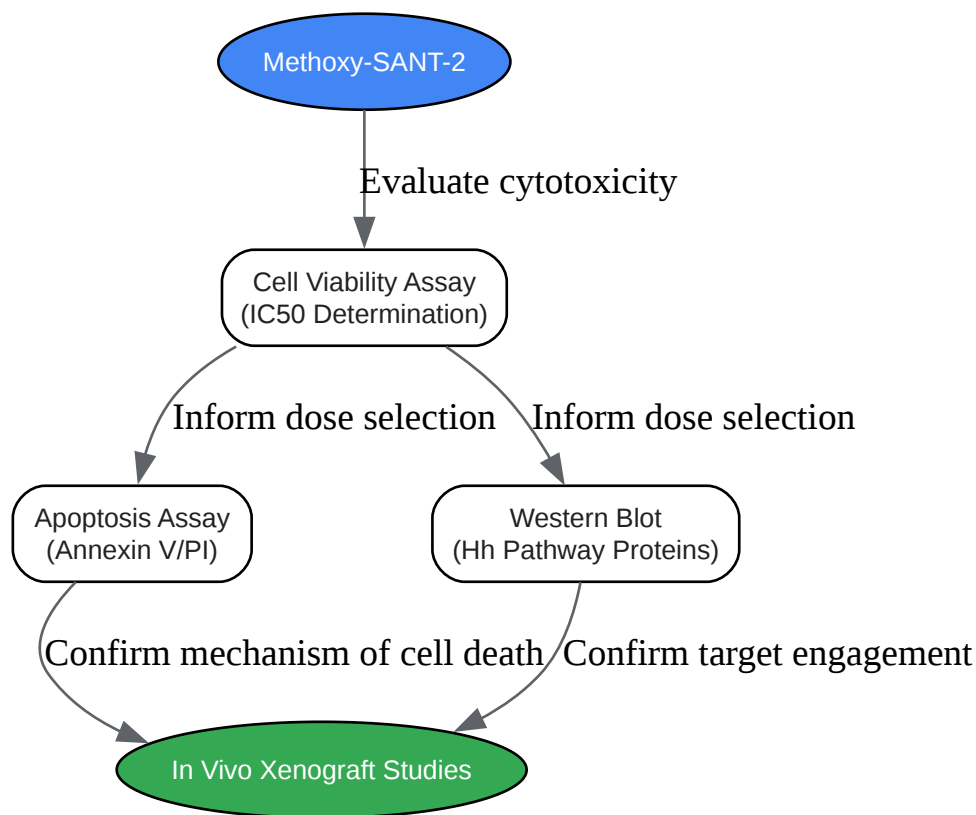 Methoxy-SANT-2
Evaluate cytotoxicity
Cell Viability Assay
(IC50 Determination)
Inform dose selection
Inform dose selection
Apoptosis Assay
(Annexin V/PI)
Western Blot
(Hh Pathway Proteins)
Confirm mechanism of cell death
Confirm target engagement
In Vivo Xenograft Studies